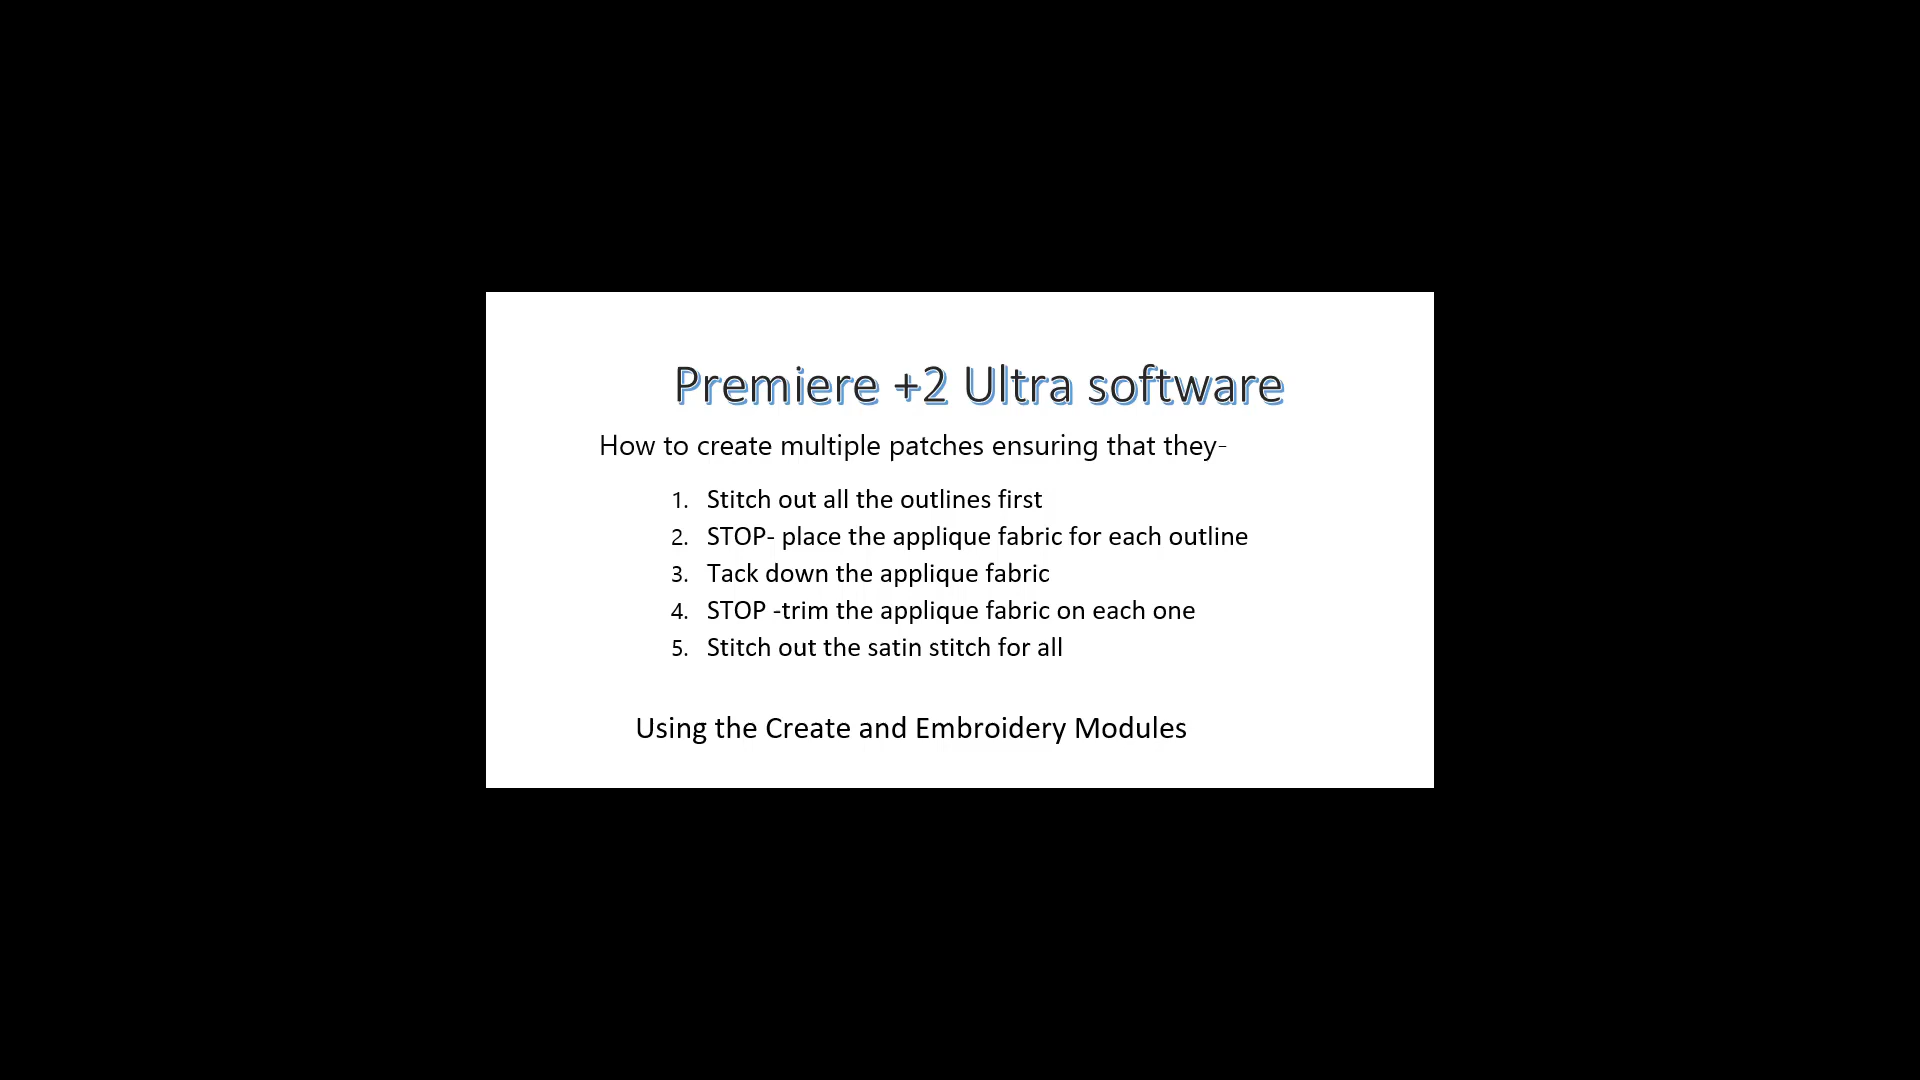 Premiere +2 Ultra software
How to create multiple patches ensuring that they-
1. Stitch out all the outlines first
2. STOP- place the applique fabric for each outline
3. Tack down the applique fabric
4. STOP -trim the applique fabric on each one
5. Stitch out the satin stitch for all
Using the Create and Embroidery Modules